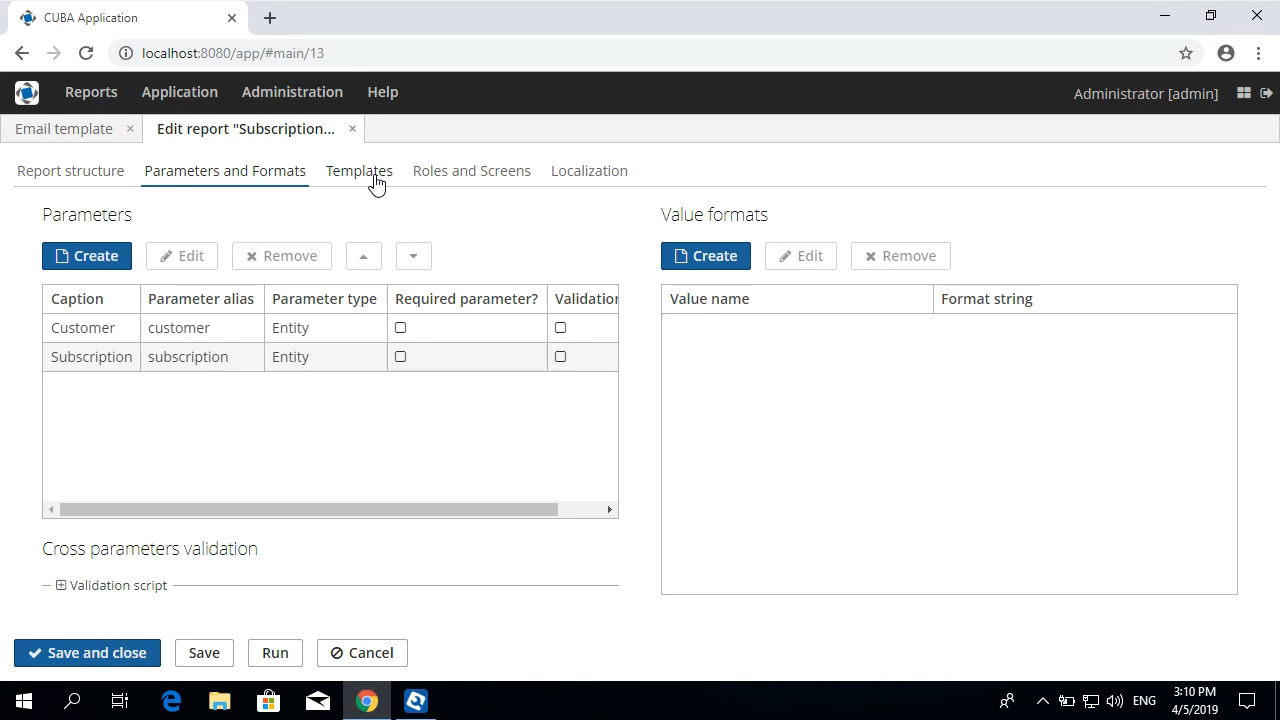 CUBA Application
localhost:8080/app/#main/13
Reports Application Administration Help Administrator [admin]
Email template Edit report "Subscription...
Report structure Parameters and Formats Templates Roles and Screens Localization
Parameters Value formats
Create Edit Remove Create Edit Remove
Caption Parameter alias Parameter type Required parameter? Validation Value name Format string
Customer customer Entity
Subscription subscription Entity
Cross parameters validation
Validation script
Save and close Save Run Cancel
ENG 3:10 PM
4/5/2019